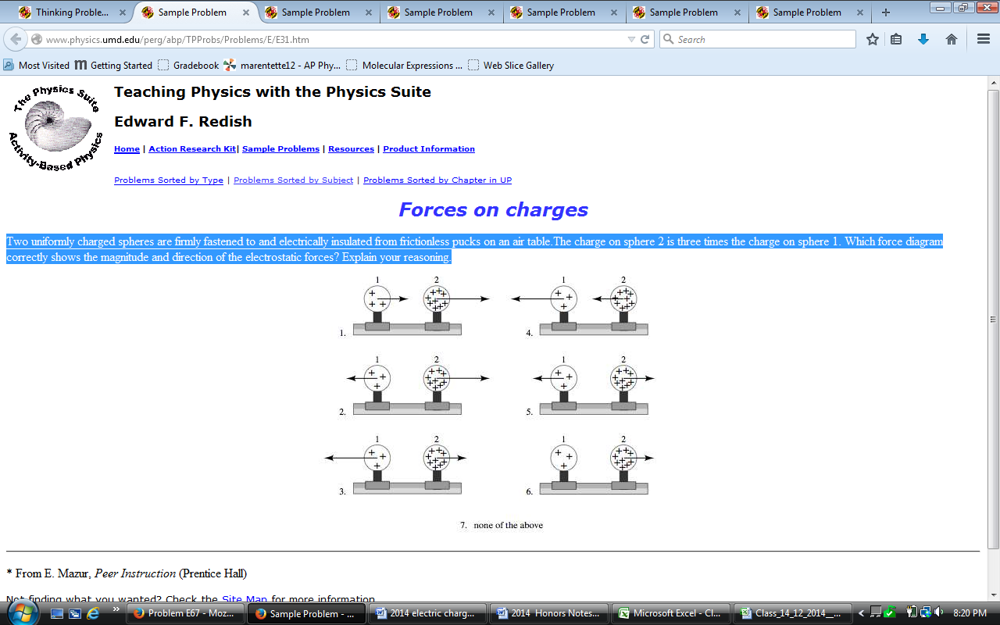 Thinking Proble...
Sample Problem
Sample Problem
Sample Problem
Sample Problem
Sample Problem
Sample Problem
www.physics.umd.edu/perg/abp/TPProbs/Problems/E/E31.htm
Search
Most Visited
Getting Started
Gradebook
marentette12 - AP Phy...
Molecular Expressions ...
Web Slice Gallery
The Physics Suite
Activity-Based Physics
Teaching Physics with the Physics Suite
Edward F. Redish
Home | Action Research Kit| Sample Problems | Resources | Product Information
Problems Sorted by Type | Problems Sorted by Subject | Problems Sorted by Chapter in UP
Forces on charges
Two uniformly charged spheres are firmly fastened to and electrically insulated from frictionless pucks on an air table.The charge on sphere 2 is three times the charge on sphere 1. Which force diagram
correctly shows the magnitude and direction of the electrostatic forces? Explain your reasoning.
1 2
1.
1 2
4.
1 2
2.
1 2
5.
1 2
3.
1 2
6.
7. none of the above
* From E. Mazur, Peer Instruction (Prentice Hall)
Not finding what you wanted? Check the Site Map for more information.
Problem E67 - Moz...
Sample Problem - ...
2014 electric charg...
2014 Honors Notes...
Microsoft Excel - Cl...
Class_14_12_2014__...
8:20 PM